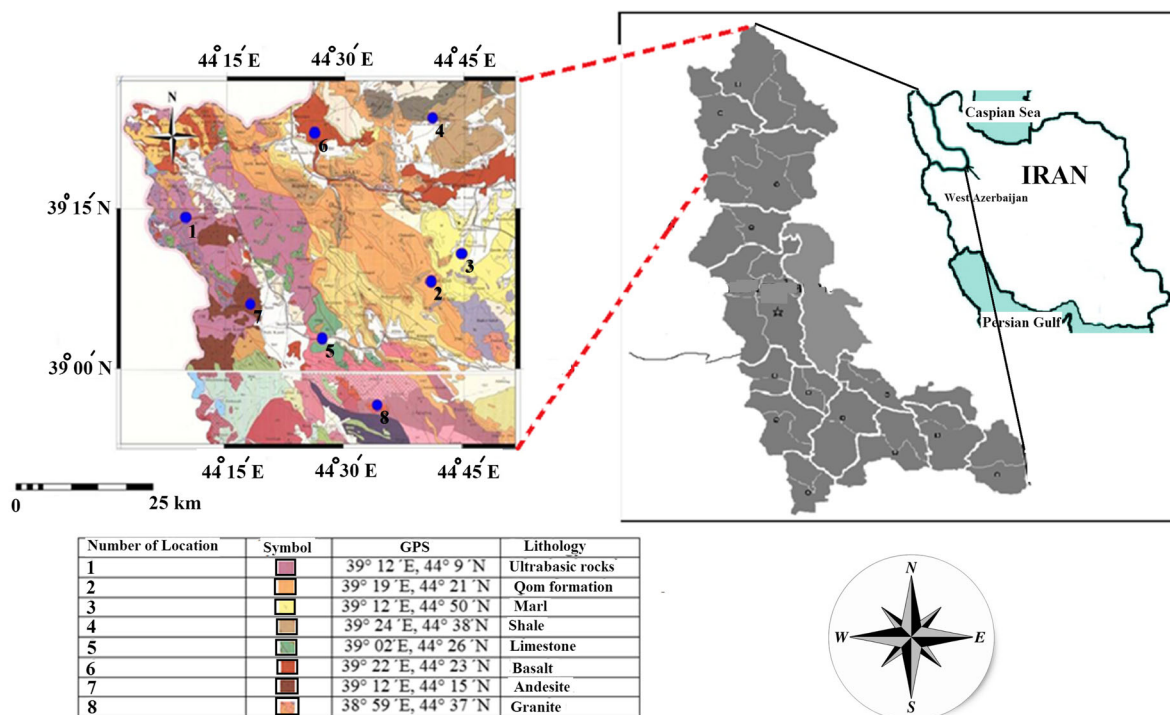 44° 15´ E 44° 30´ E 44° 45´ E
N
39° 15´ N
39° 00´ N
1
2
3
4
5
6
7
8
44° 15´ E 44° 30´ E 44° 45´ E
0 25 km
Caspian Sea
IRAN
West Azerbaijan
Persian Gulf
Number of Location Symbol GPS Lithology
1 39° 12 ´E, 44° 9 ´N Ultrabasic rocks
2 39° 19 ´E, 44° 21 ´N Qom formation
3 39° 12 ´E, 44° 50 ´N Marl
4 39° 24 ´E, 44° 38´N Shale
5 39° 02´E, 44° 26 ´N Limestone
6 39° 22 ´E, 44° 23 ´N Basalt
7 39° 12 ´E, 44° 15 ´N Andesite
8 38° 59 ´E, 44° 37 ´N Granite
N
W E
S